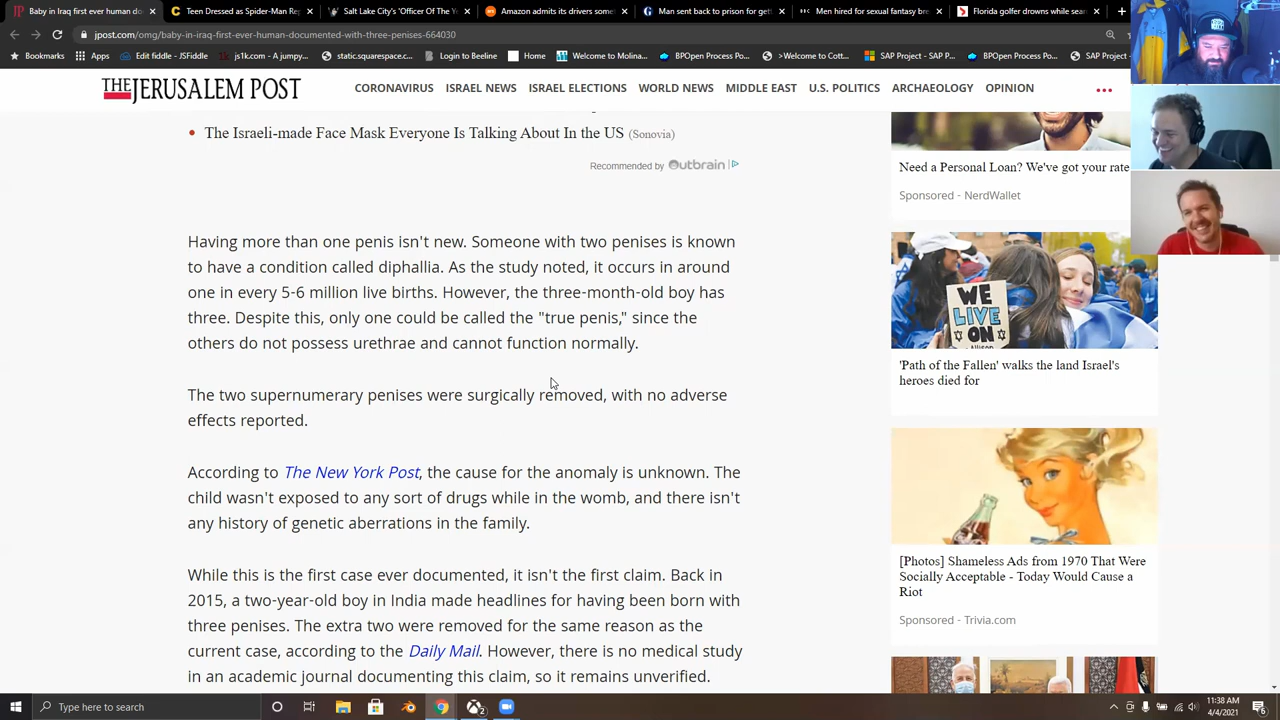 Baby in Iraq first-ever human d
Teen Dressed as Spider-Man Rep
Salt Lake City's 'Officer Of The Y
Amazon admits its drivers somet
Man sent back to prison for gett
Men hired for sexual fantasy bre
Florida golfer drowns while sear
jpost.com/omg/baby-in-iraq-first-ever-human-documented-with-three-penises-664030
Bookmarks
Apps
Edit fiddle - JSFiddle
js1k.com - A jumpy...
static.squarespace.c...
Login to Beeline
Welcome to Molina...
BPOpen Process Po...
>Welcome to Cott...
SAP Project - SAP P...
BPOpen Process Po...
THE JERUSALEM POST
CORONAVIRUS
ISRAEL NEWS
ISRAEL ELECTIONS
WORLD NEWS
MIDDLE EAST
U.S. POLITICS
ARCHAEOLOGY
OPINION
The Israeli-made Face Mask Everyone Is Talking About In the US (Sonovia)
Recommended by Outbrain
Having more than one penis isn't new. Someone with two penises is known
to have a condition called diphallia. As the study noted, it occurs in around
one in every 5-6 million live births. However, the three-month-old boy has
three. Despite this, only one could be called the "true penis," since the
others do not possess urethrae and cannot function normally.
The two supernumerary penises were surgically removed, with no adverse
effects reported.
According to The New York Post, the cause for the anomaly is unknown. The
child wasn't exposed to any sort of drugs while in the womb, and there isn't
any history of genetic aberrations in the family.
While this is the first case ever documented, it isn't the first claim. Back in
2015, a two-year-old boy in India made headlines for having been born with
three penises. The extra two were removed for the same reason as the
current case, according to the Daily Mail. However, there is no medical study
in an academic journal documenting this claim, so it remains unverified.
Need a Personal Loan? We've got your rate
Sponsored - NerdWallet
WE
LIVE
ON
'Path of the Fallen' walks the land Israel's
heroes died for
[Photos] Shameless Ads from 1970 That Were
Socially Acceptable - Today Would Cause a
Riot
Sponsored - Trivia.com
Type here to search
11:38 AM
4/4/2021